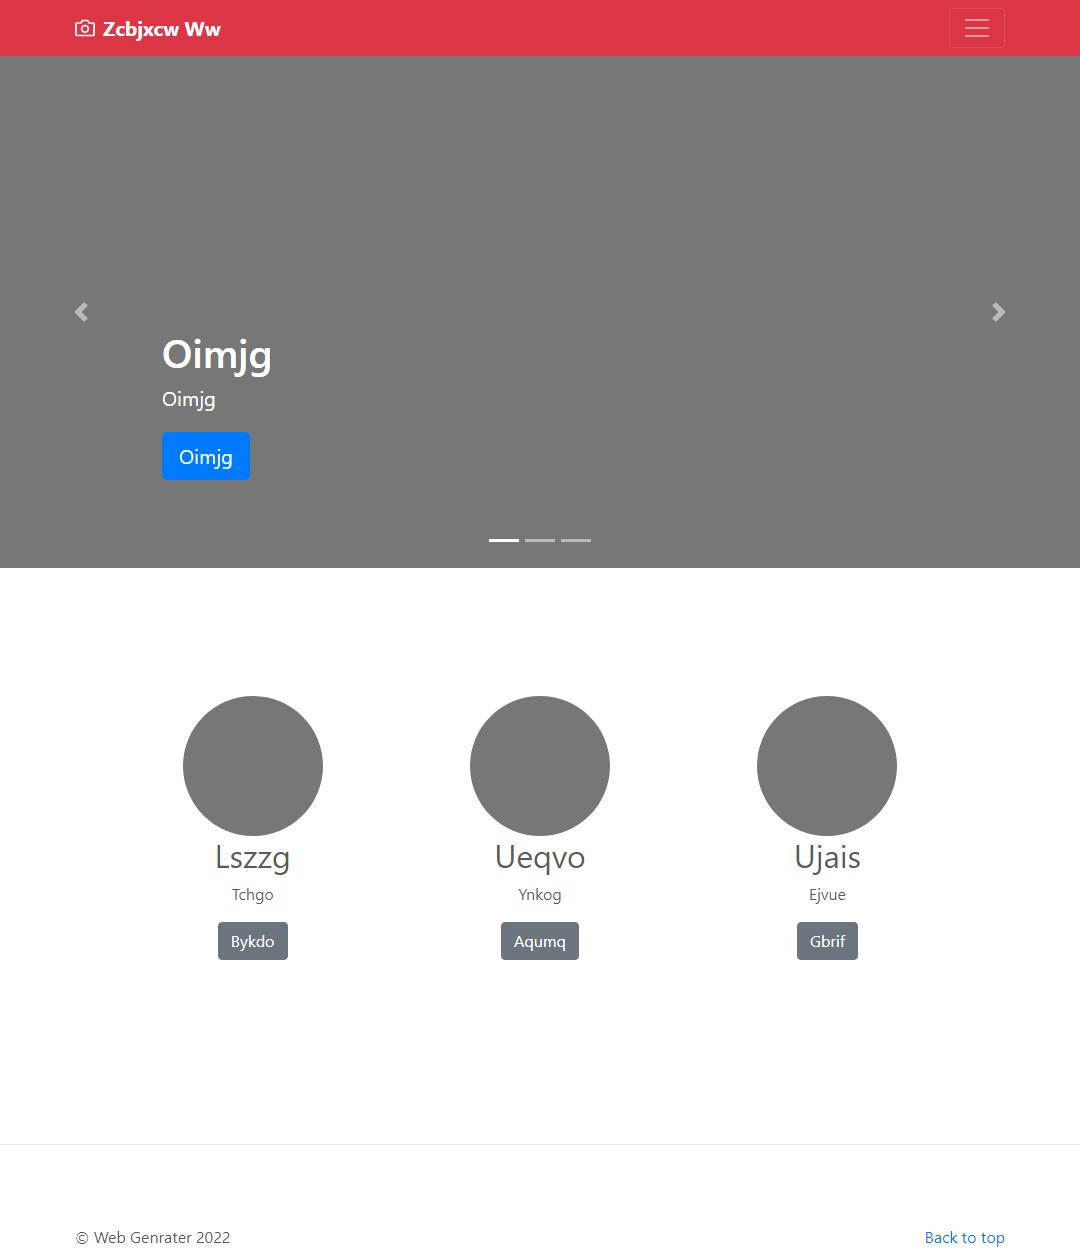 Zcbjxcw Ww
Oimjg
Oimjg
Oimjg
Lszzg
Tchgo
Bykdo
Ueqvo
Ynkog
Aqumq
Ujais
Ejvue
Gbrif
© Web Genrater 2022
Back to top